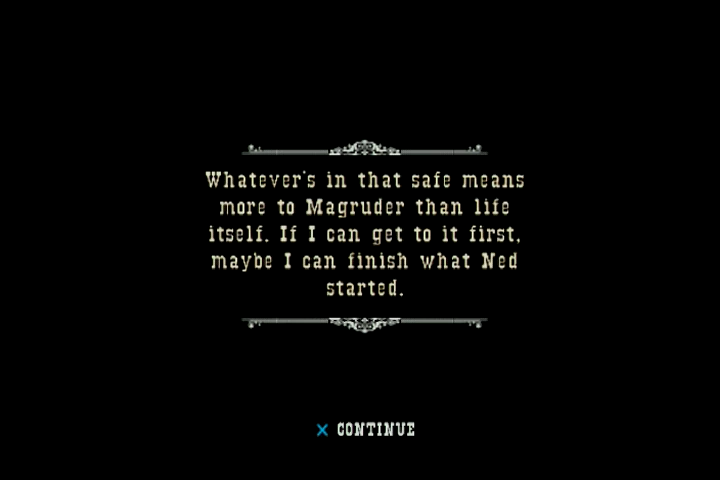 Whatever's in that safe means
more to Magruder than life
itself. If I can get to it first,
maybe I can finish what Ned
started.
X CONTINUE